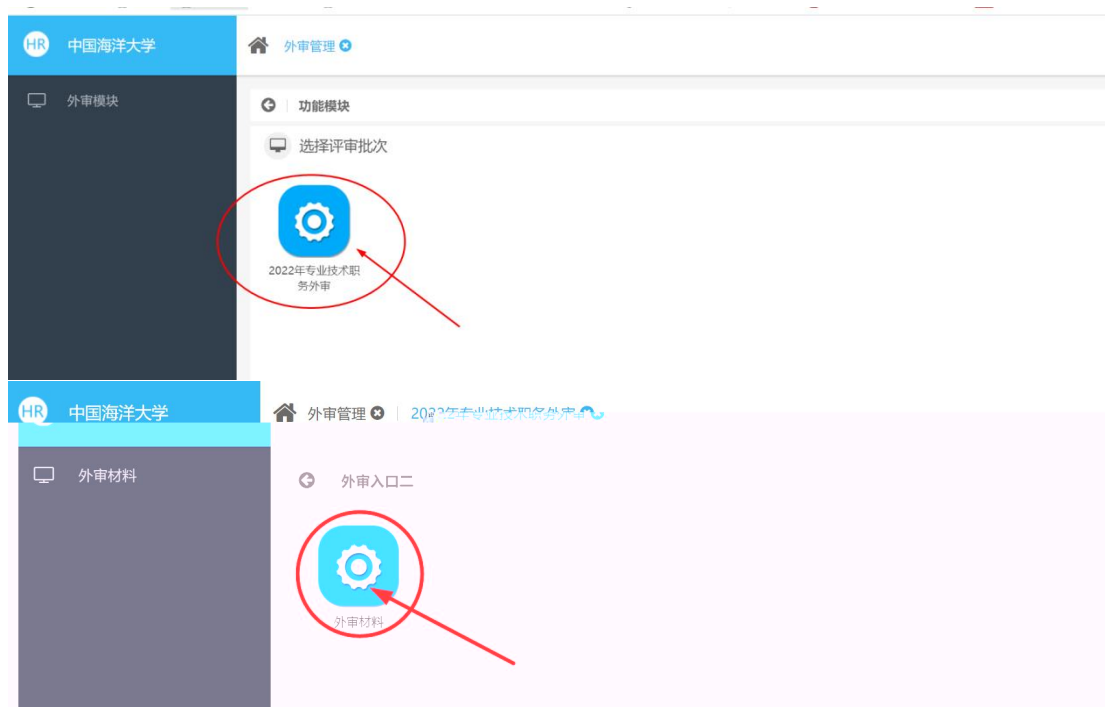 HR 中国海洋大学
外审管理
外审模块
功能模块
选择评审批次
2022年专业技术职
务外审
HR 中国海洋大学
外审管理 2022年专业技术职务外审
外审材料
外审入口二
外审材料